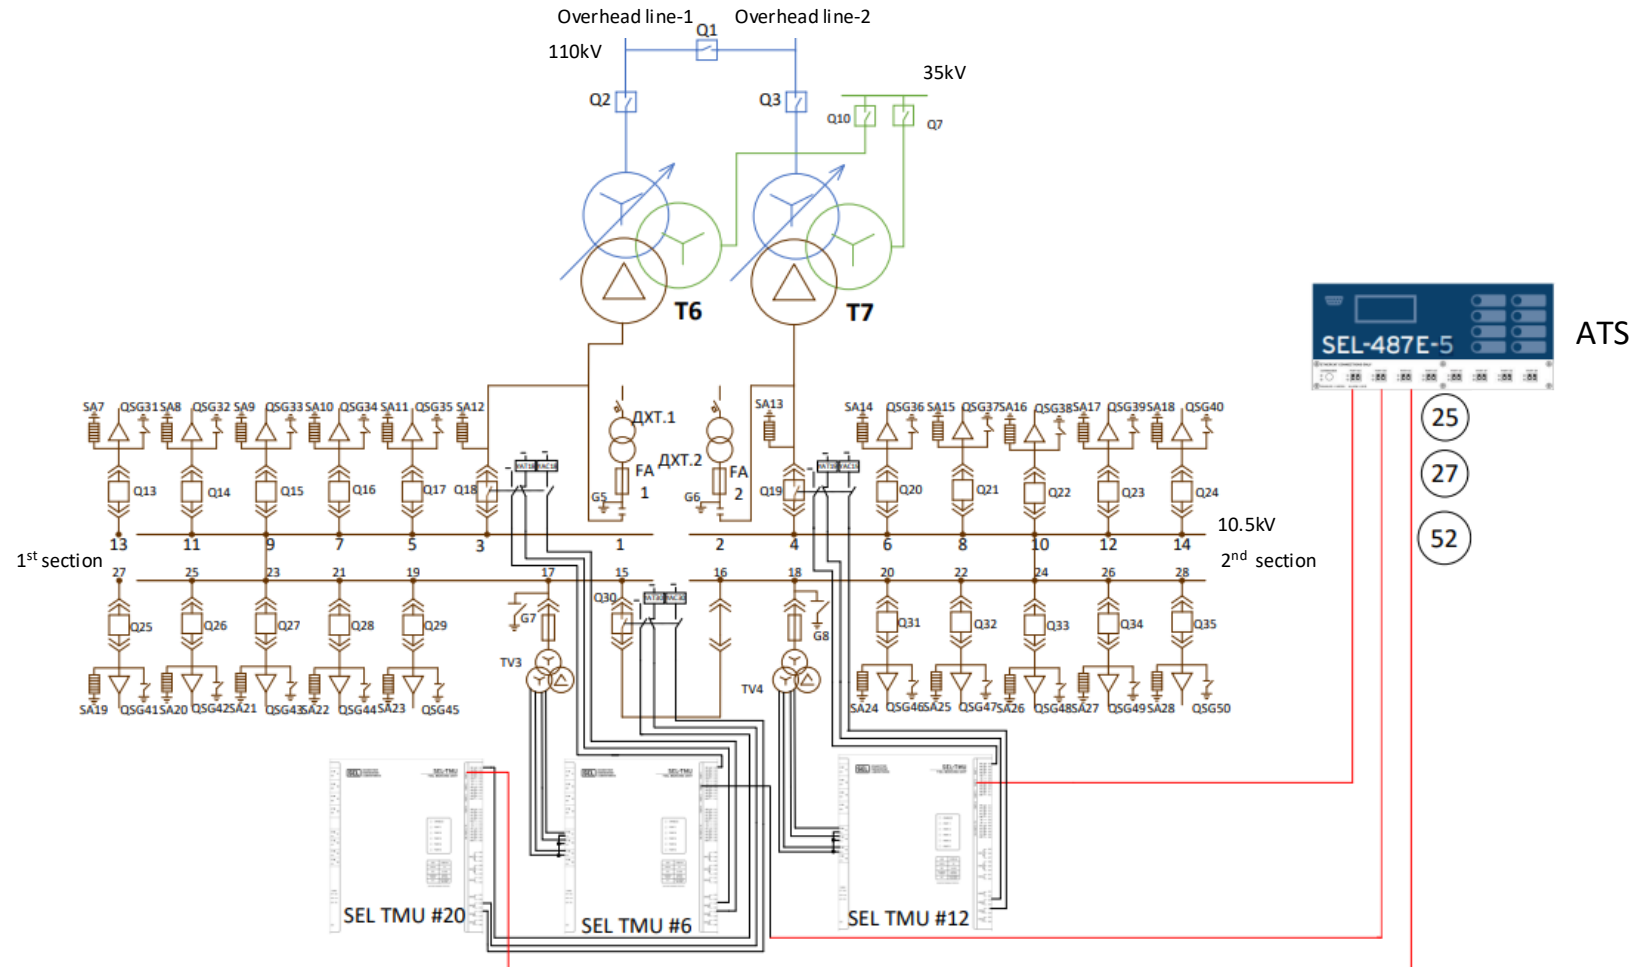 Overhead line-1 Overhead line-2
Q1
110kV
35kV
Q2
Q3
Q10
Q7
T6
T7
SEL-487E-5
ATS
SA7 QSG31 SA8 QSG32 SA9 QSG33 SA10 QSG34 SA11 QSG35 SA12
ДХТ.1
SA13
SA14 QSG36 SA15 QSG37 SA16 QSG38 SA17 QSG39 SA18 QSG40
25
ДХТ.2
FA
1
FA
2
27
Q13 Q14 Q15 Q16 Q17 Q18
G5
G6
Q19 Q20 Q21 Q22 Q23 Q24
10.5kV
52
13 11 9 7 5 3 1 2 4 6 8 10 12 14
1st section
2nd section
27 25 23 21 19 17 15 16 18 20 22 24 26 28
Q25 Q26 Q27 Q28 Q29
G7
Q30
G8
Q31 Q32 Q33 Q34 Q35
TV3
TV4
SA19 QSG41 SA20 QSG42 SA21 QSG43 SA22 QSG44 SA23 QSG45
SA24 QSG46 SA25 QSG47 SA26 QSG48 SA27 QSG49 SA28 QSG50
SEL-TMU
SEL-TMU
SEL-TMU
SEL TMU #20
SEL TMU #6
SEL TMU #12